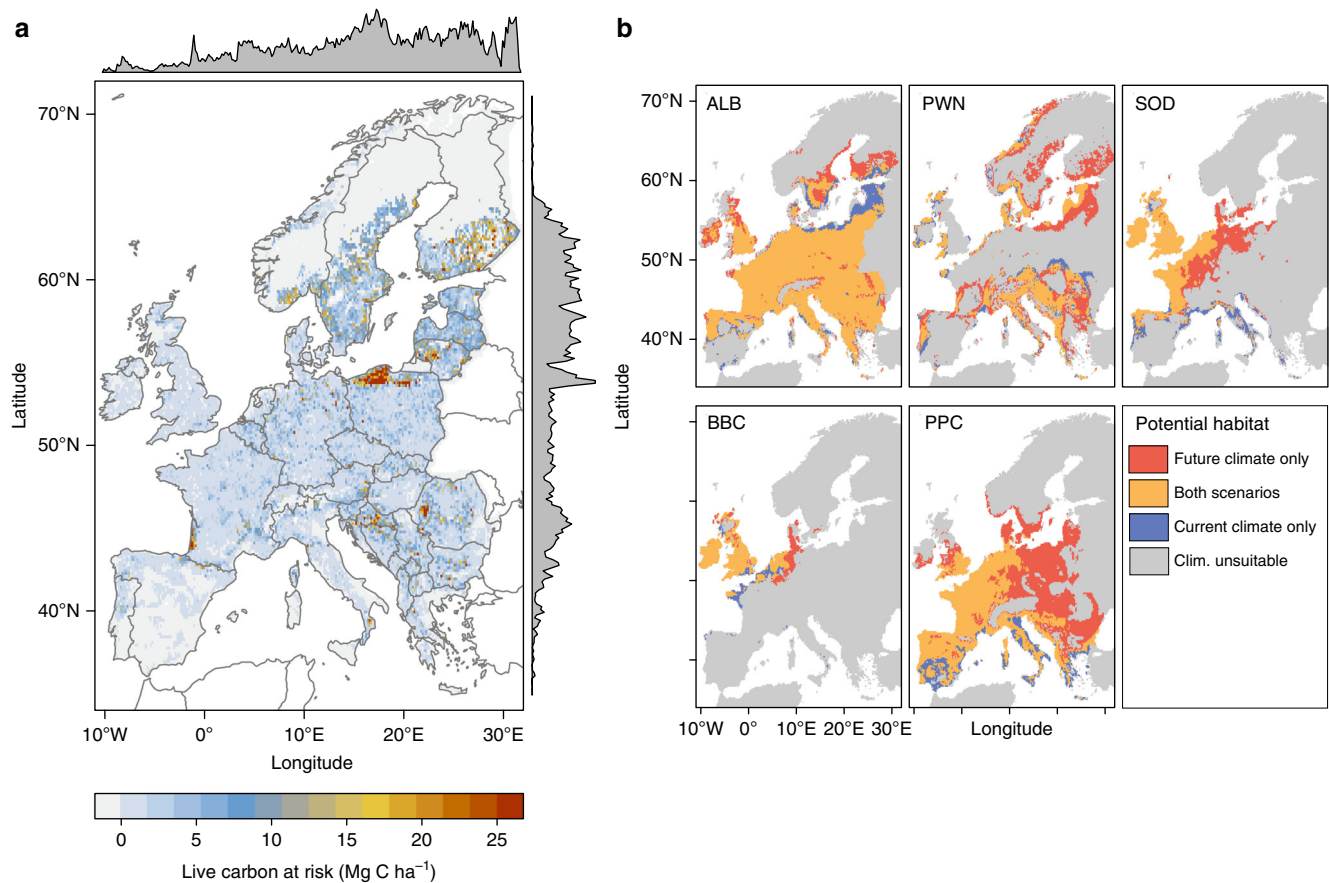 a
70°N
60°N
50°N
40°N
Latitude
10°W 0° 10°E 20°E 30°E
Longitude
0 5 10 15 20 25
Live carbon at risk (Mg C ha⁻¹)
b
ALB PWN SOD
70°N
60°N
50°N
40°N
Latitude
BBC PPC
Potential habitat
Future climate only
Both scenarios
Current climate only
Clim. unsuitable
10°W 0° 10°E 20°E 30°E
Longitude